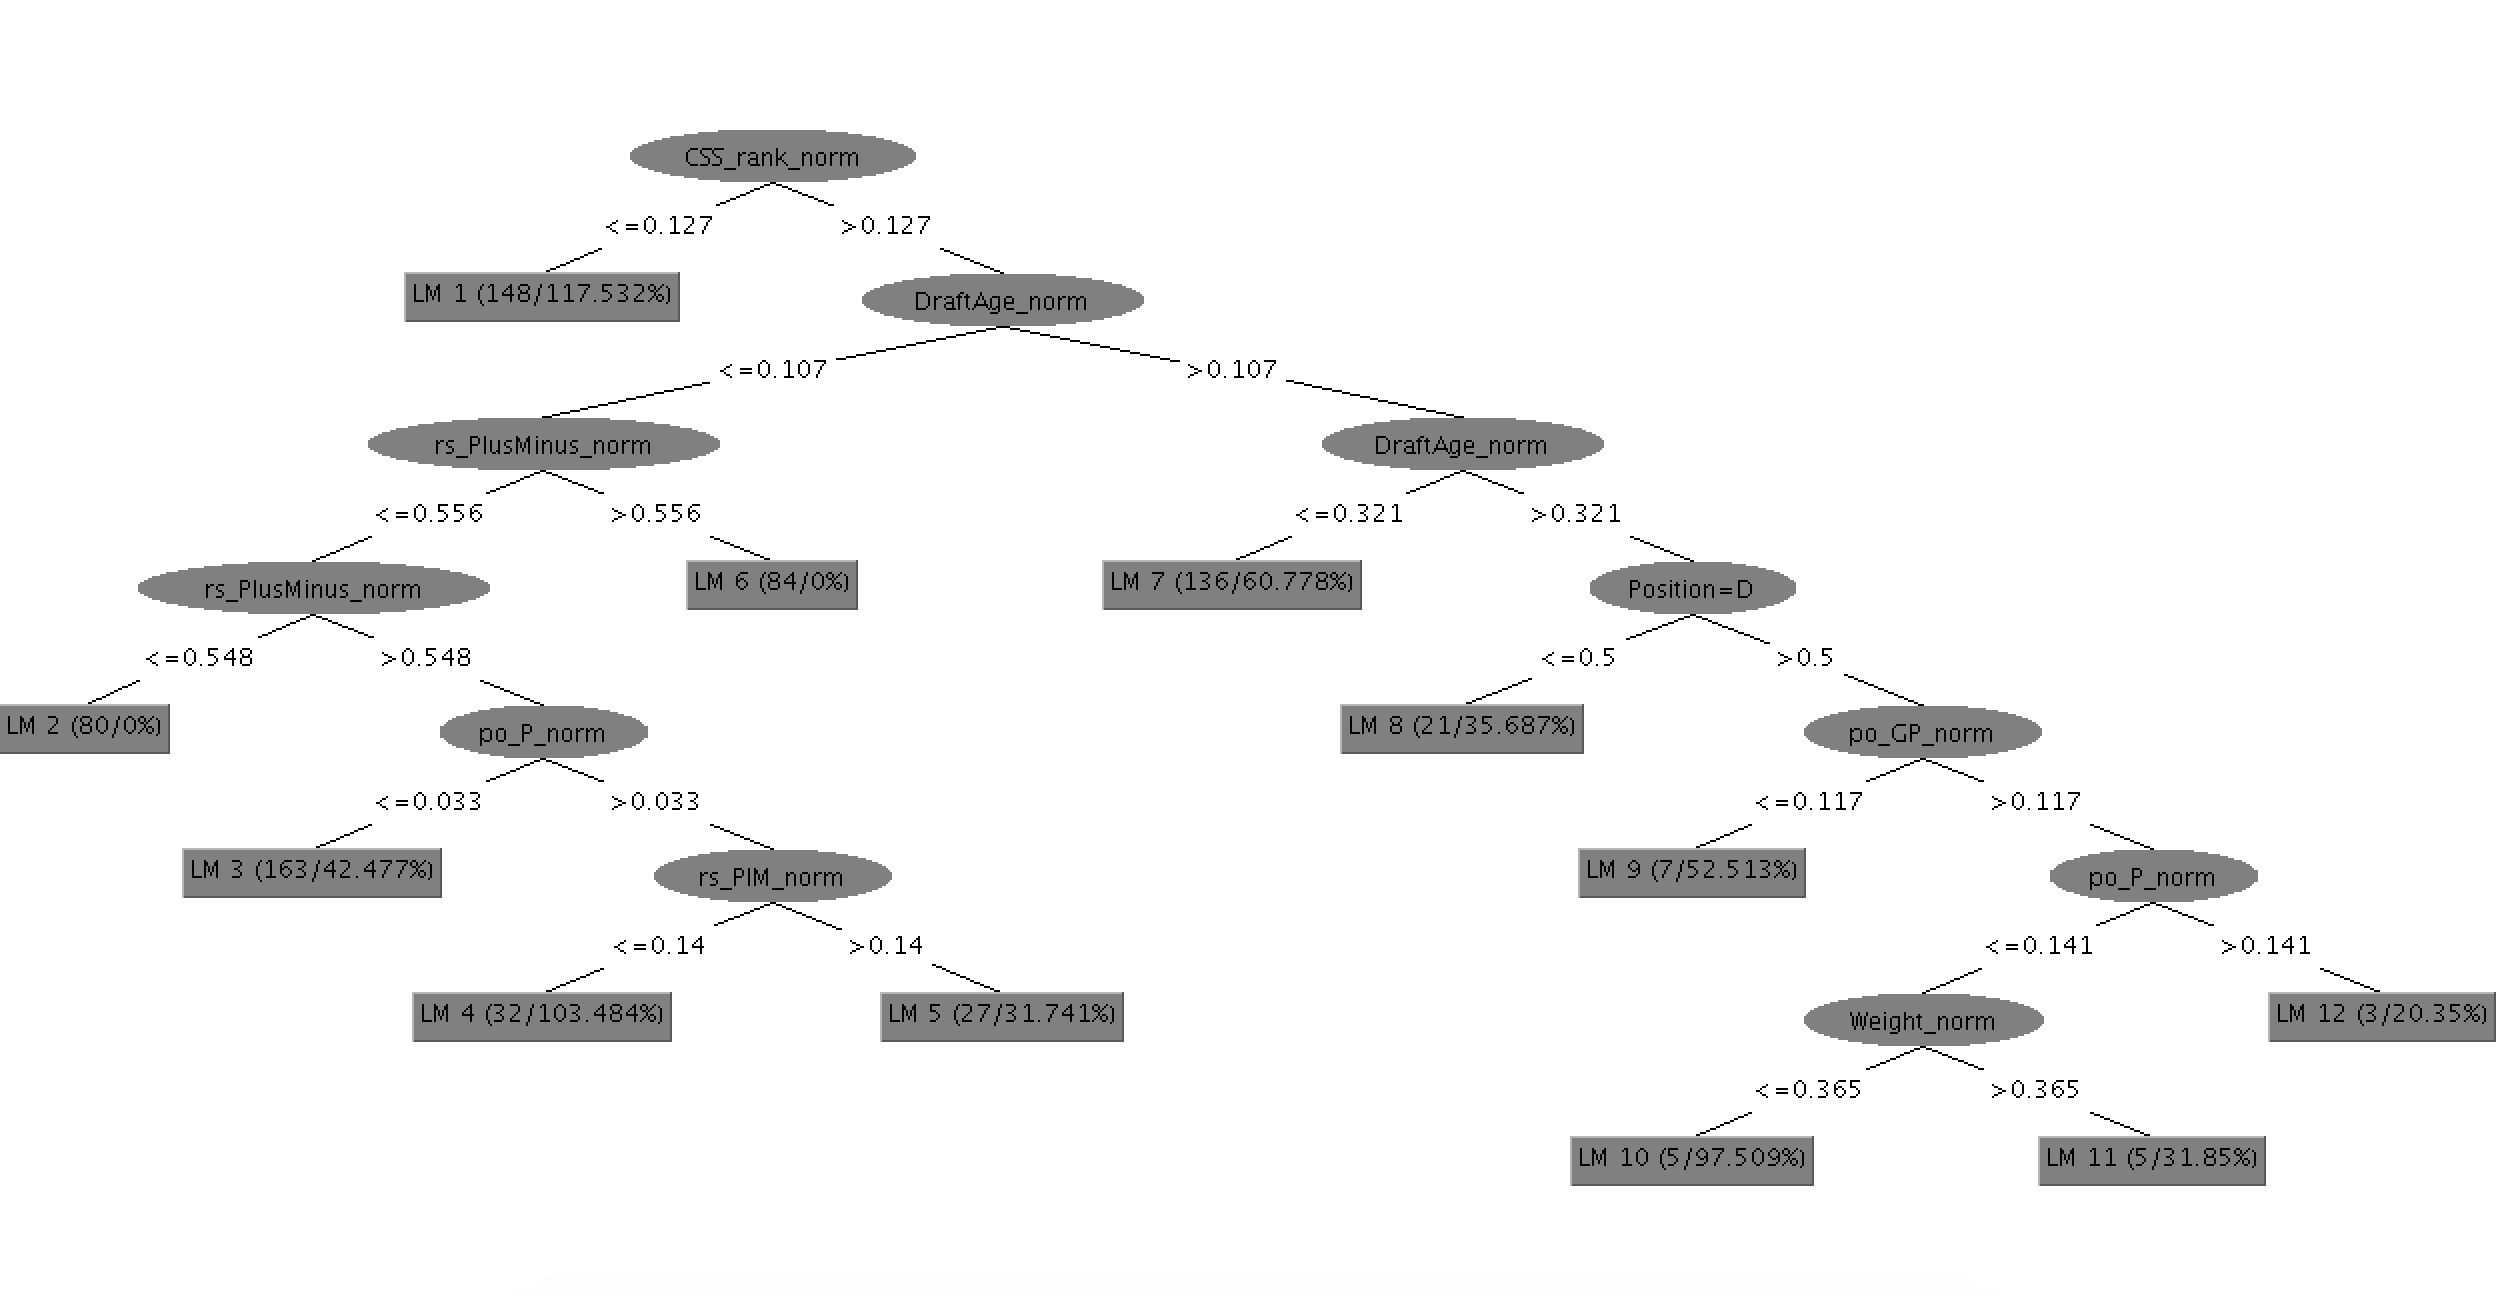 CSS_rank_norm
<=0.127 >0.127
LM 1 (148/117.532%)
DraftAge_norm
<=0.107 >0.107
rs_PlusMinus_norm DraftAge_norm
<=0.556 >0.556 <=0.321 >0.321
rs_PlusMinus_norm LM 6 (84/0%) LM 7 (136/60.778%) Position=D
<=0.548 >0.548 <=0.5 >0.5
LM 2 (80/0%) po_P_norm LM 8 (21/35.687%) po_GP_norm
<=0.033 >0.033 <=0.117 >0.117
LM 3 (163/42.477%) rs_PIM_norm LM 9 (7/52.513%) po_P_norm
<=0.14 >0.14 <=0.141 >0.141
LM 4 (32/103.484%) LM 5 (27/31.741%) Weight_norm LM 12 (3/20.35%)
<=0.365 >0.365
LM 10 (5/97.509%) LM 11 (5/31.85%)